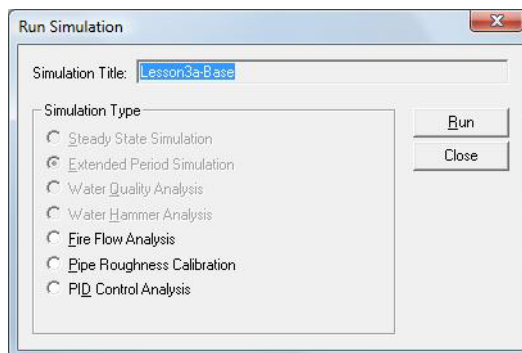 Run Simulation
Simulation Title: Lesson3a-Base
Simulation Type
Steady State Simulation
Extended Period Simulation
Water Quality Analysis
Water Hammer Analysis
Fire Flow Analysis
Pipe Roughness Calibration
PID Control Analysis
Run
Close